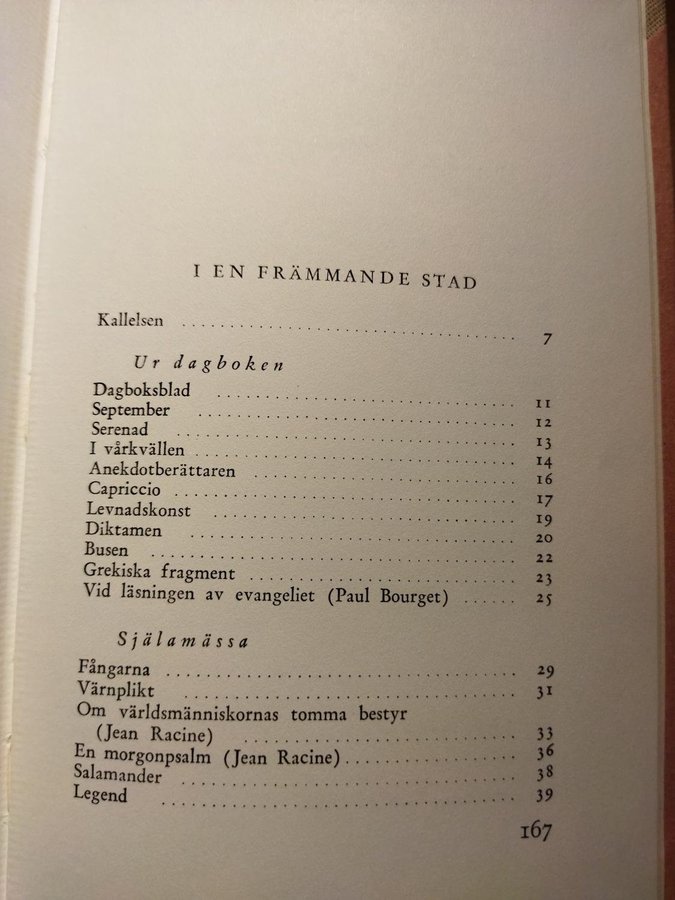 I EN FRÄMMANDE STAD
Kallelsen ........ 7
Ur dagboken
Dagboksblad ........ 11
September ........ 12
Serenad ........ 13
I vårkvällen ........ 14
Anekdotberättaren ........ 16
Capriccio ........ 17
Levnadskonst ........ 19
Diktamen ........ 20
Busen ........ 22
Grekiska fragment ........ 23
Vid läsningen av evangeliet (Paul Bourget) ...... 25
Själamässa
Fångarna ........ 29
Värnplikt ........ 31
Om världsmänniskornas tomma bestyr
(Jean Racine) ........ 33
En morgonpsalm (Jean Racine) ........ 36
Salamander ........ 38
Legend ........ 39
167